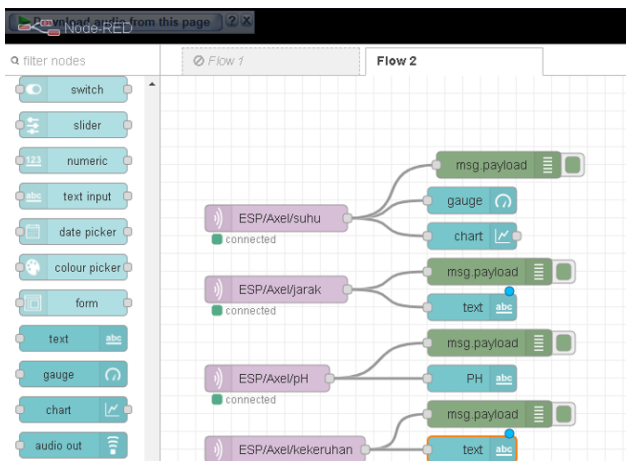 Download audio from this page ? X
Node-RED
filter nodes
Flow 1
Flow 2
switch
slider
123 numeric
abc text input
date picker
colour picker
form
text abc
gauge
chart
audio out
msg.payload
gauge
ESP/Axel/suhu
connected
chart
msg.payload
ESP/Axel/jarak
connected
text abc
msg.payload
ESP/Axel/pH
connected
PH abc
msg.payload
ESP/Axel/kekeruhan
text abc